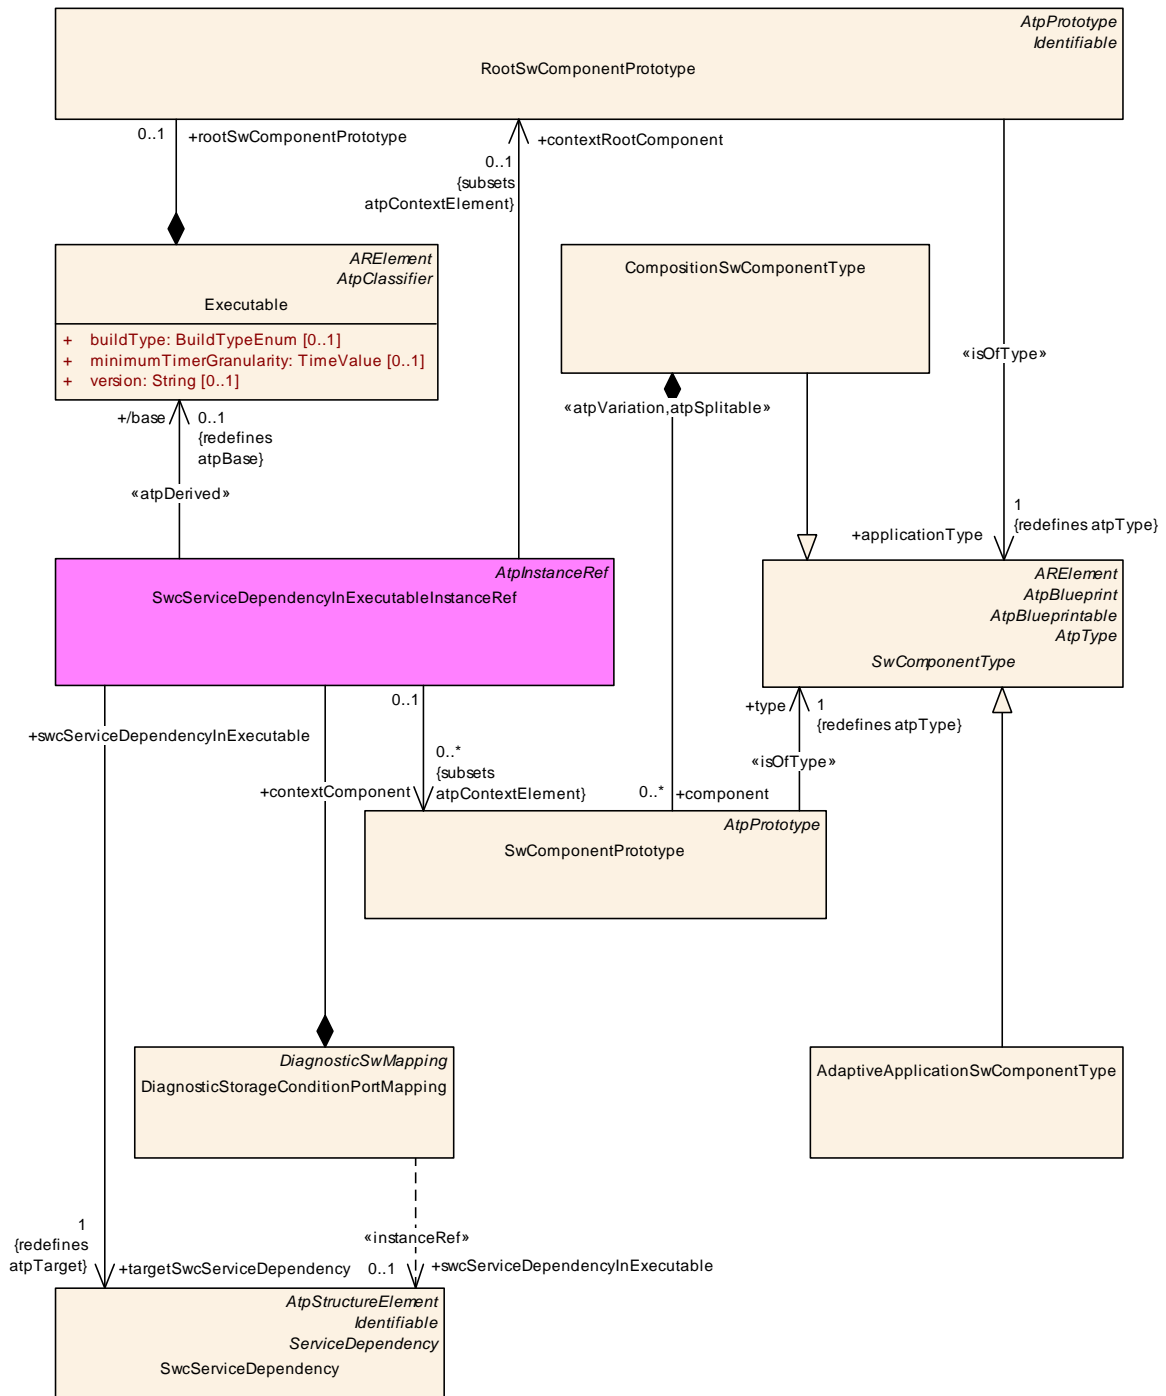 AtpPrototype
Identifiable
RootSwComponentPrototype
0..1
+rootSwComponentPrototype
+contextRootComponent
0..1
{subsets
atpContextElement}
ARElement
AtpClassifier
Executable
+ buildType: BuildTypeEnum [0..1]
+ minimumTimerGranularity: TimeValue [0..1]
+ version: String [0..1]
CompositionSwComponentType
«isOfType»
+/base
0..1
{redefines
atpBase}
«atpVariation,atpSplitable»
«atpDerived»
1
{redefines atpType}
+applicationType
AtpInstanceRef
SwcServiceDependencyInExecutableInstanceRef
ARElement
AtpBlueprint
AtpBlueprintable
AtpType
SwComponentType
0..1
+type
1
{redefines atpType}
+swcServiceDependencyInExecutable
0..*
{subsets
atpContextElement}
«isOfType»
+contextComponent
0..*
+component
AtpPrototype
SwComponentPrototype
DiagnosticSwMapping
DiagnosticStorageConditionPortMapping
AdaptiveApplicationSwComponentType
1
{redefines
atpTarget}
«instanceRef»
+targetSwcServiceDependency
0..1
+swcServiceDependencyInExecutable
AtpStructureElement
Identifiable
ServiceDependency
SwcServiceDependency